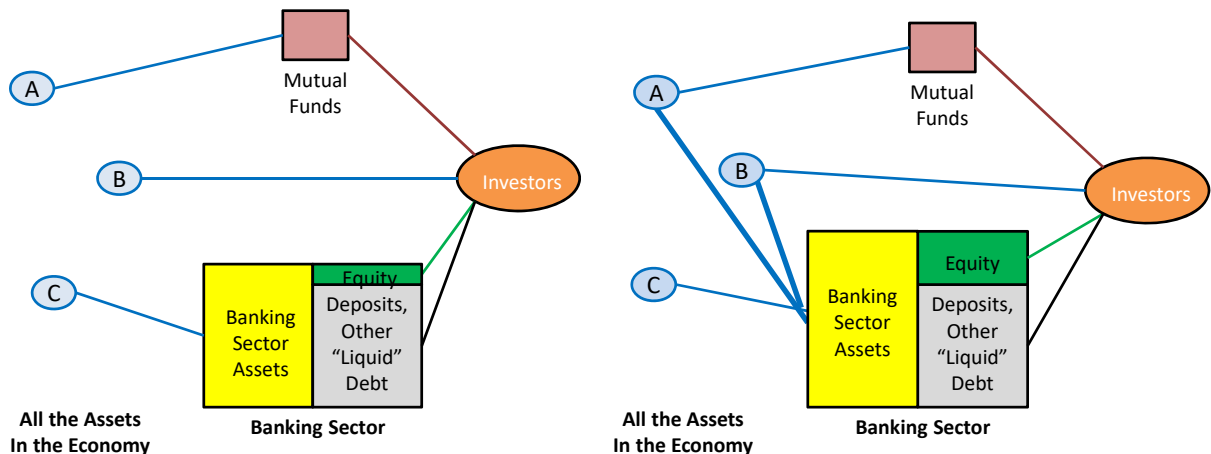 A
Mutual
Funds
B
Investors
C
Banking
Sector
Assets
Equity
Deposits,
Other
“Liquid”
Debt
All the Assets
In the Economy
Banking Sector
A
Mutual
Funds
B
Investors
C
Banking
Sector
Assets
Equity
Deposits,
Other
“Liquid”
Debt
All the Assets
In the Economy
Banking Sector